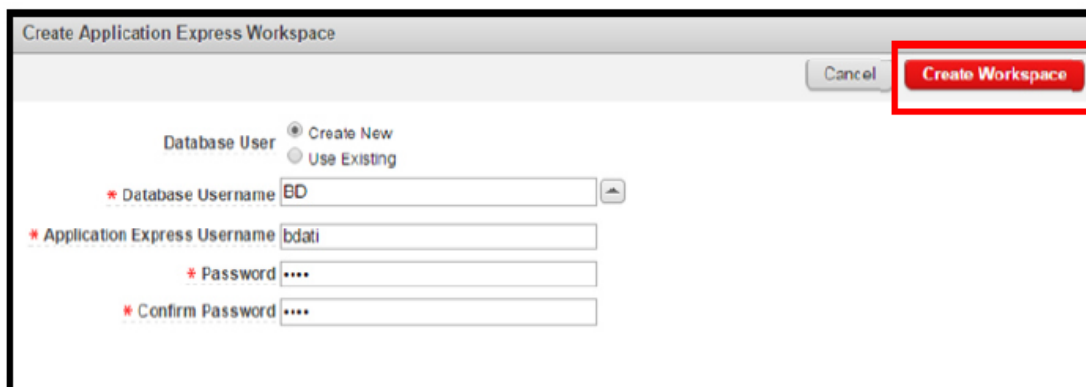 Create Application Express Workspace
Cancel Create Workspace
Database User Create New
Use Existing
* Database Username BD
* Application Express Username bdati
* Password ••••
* Confirm Password ••••